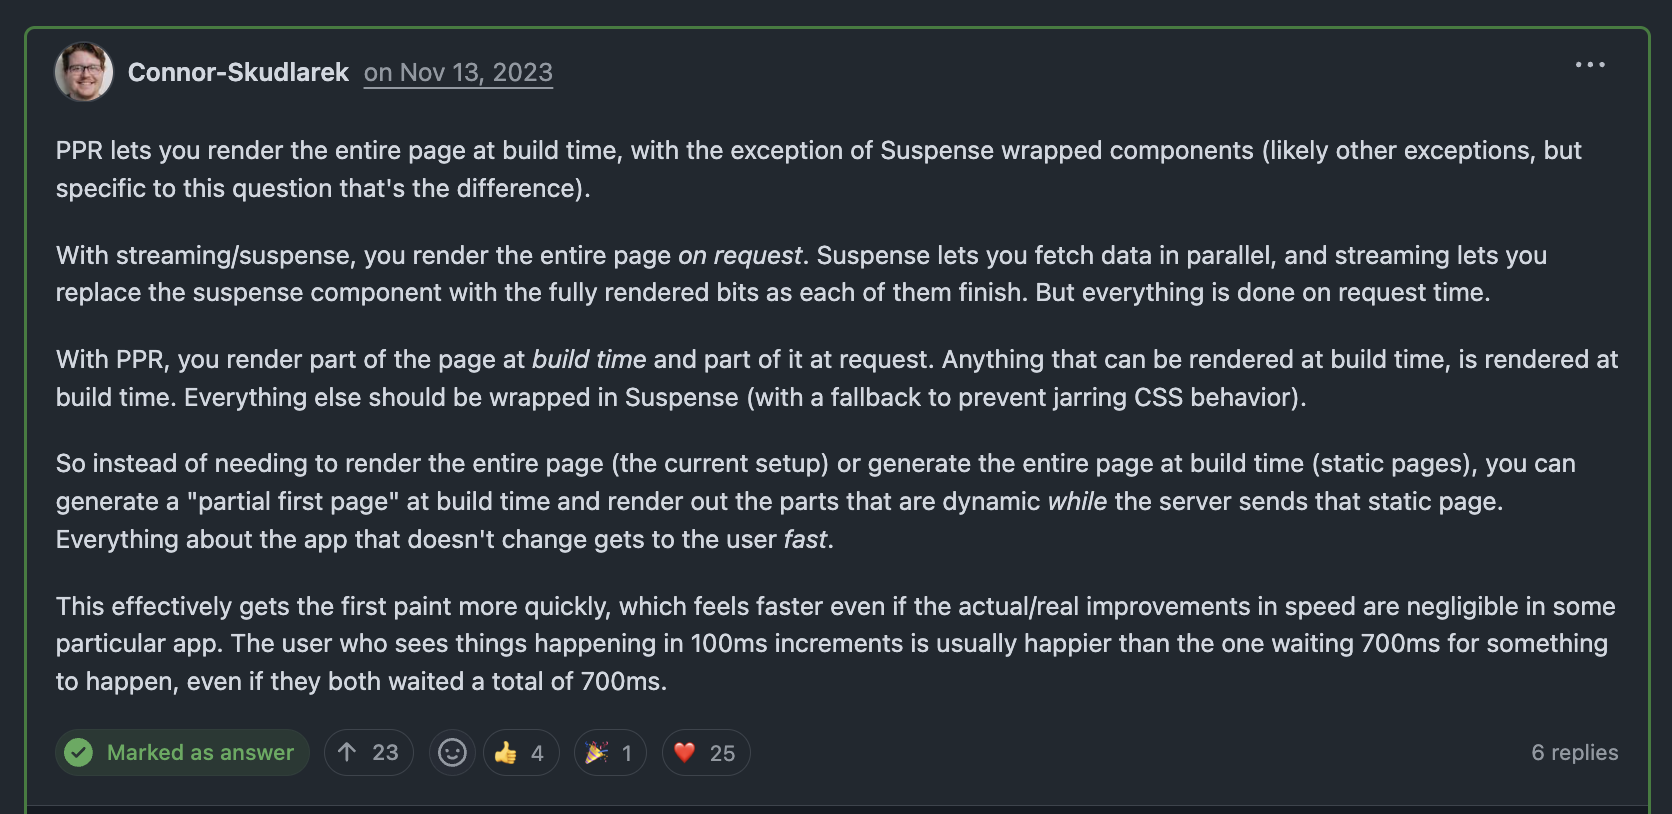 Connor-Skudlarek on Nov 13, 2023
PPR lets you render the entire page at build time, with the exception of Suspense wrapped components (likely other exceptions, but
specific to this question that's the difference).
With streaming/suspense, you render the entire page on request. Suspense lets you fetch data in parallel, and streaming lets you
replace the suspense component with the fully rendered bits as each of them finish. But everything is done on request time.
With PPR, you render part of the page at build time and part of it at request. Anything that can be rendered at build time, is rendered at
build time. Everything else should be wrapped in Suspense (with a fallback to prevent jarring CSS behavior).
So instead of needing to render the entire page (the current setup) or generate the entire page at build time (static pages), you can
generate a "partial first page" at build time and render out the parts that are dynamic while the server sends that static page.
Everything about the app that doesn't change gets to the user fast.
This effectively gets the first paint more quickly, which feels faster even if the actual/real improvements in speed are negligible in some
particular app. The user who sees things happening in 100ms increments is usually happier than the one waiting 700ms for something
to happen, even if they both waited a total of 700ms.
Marked as answer ↑ 23 👍 4 🎉 1 ❤️ 25 6 replies